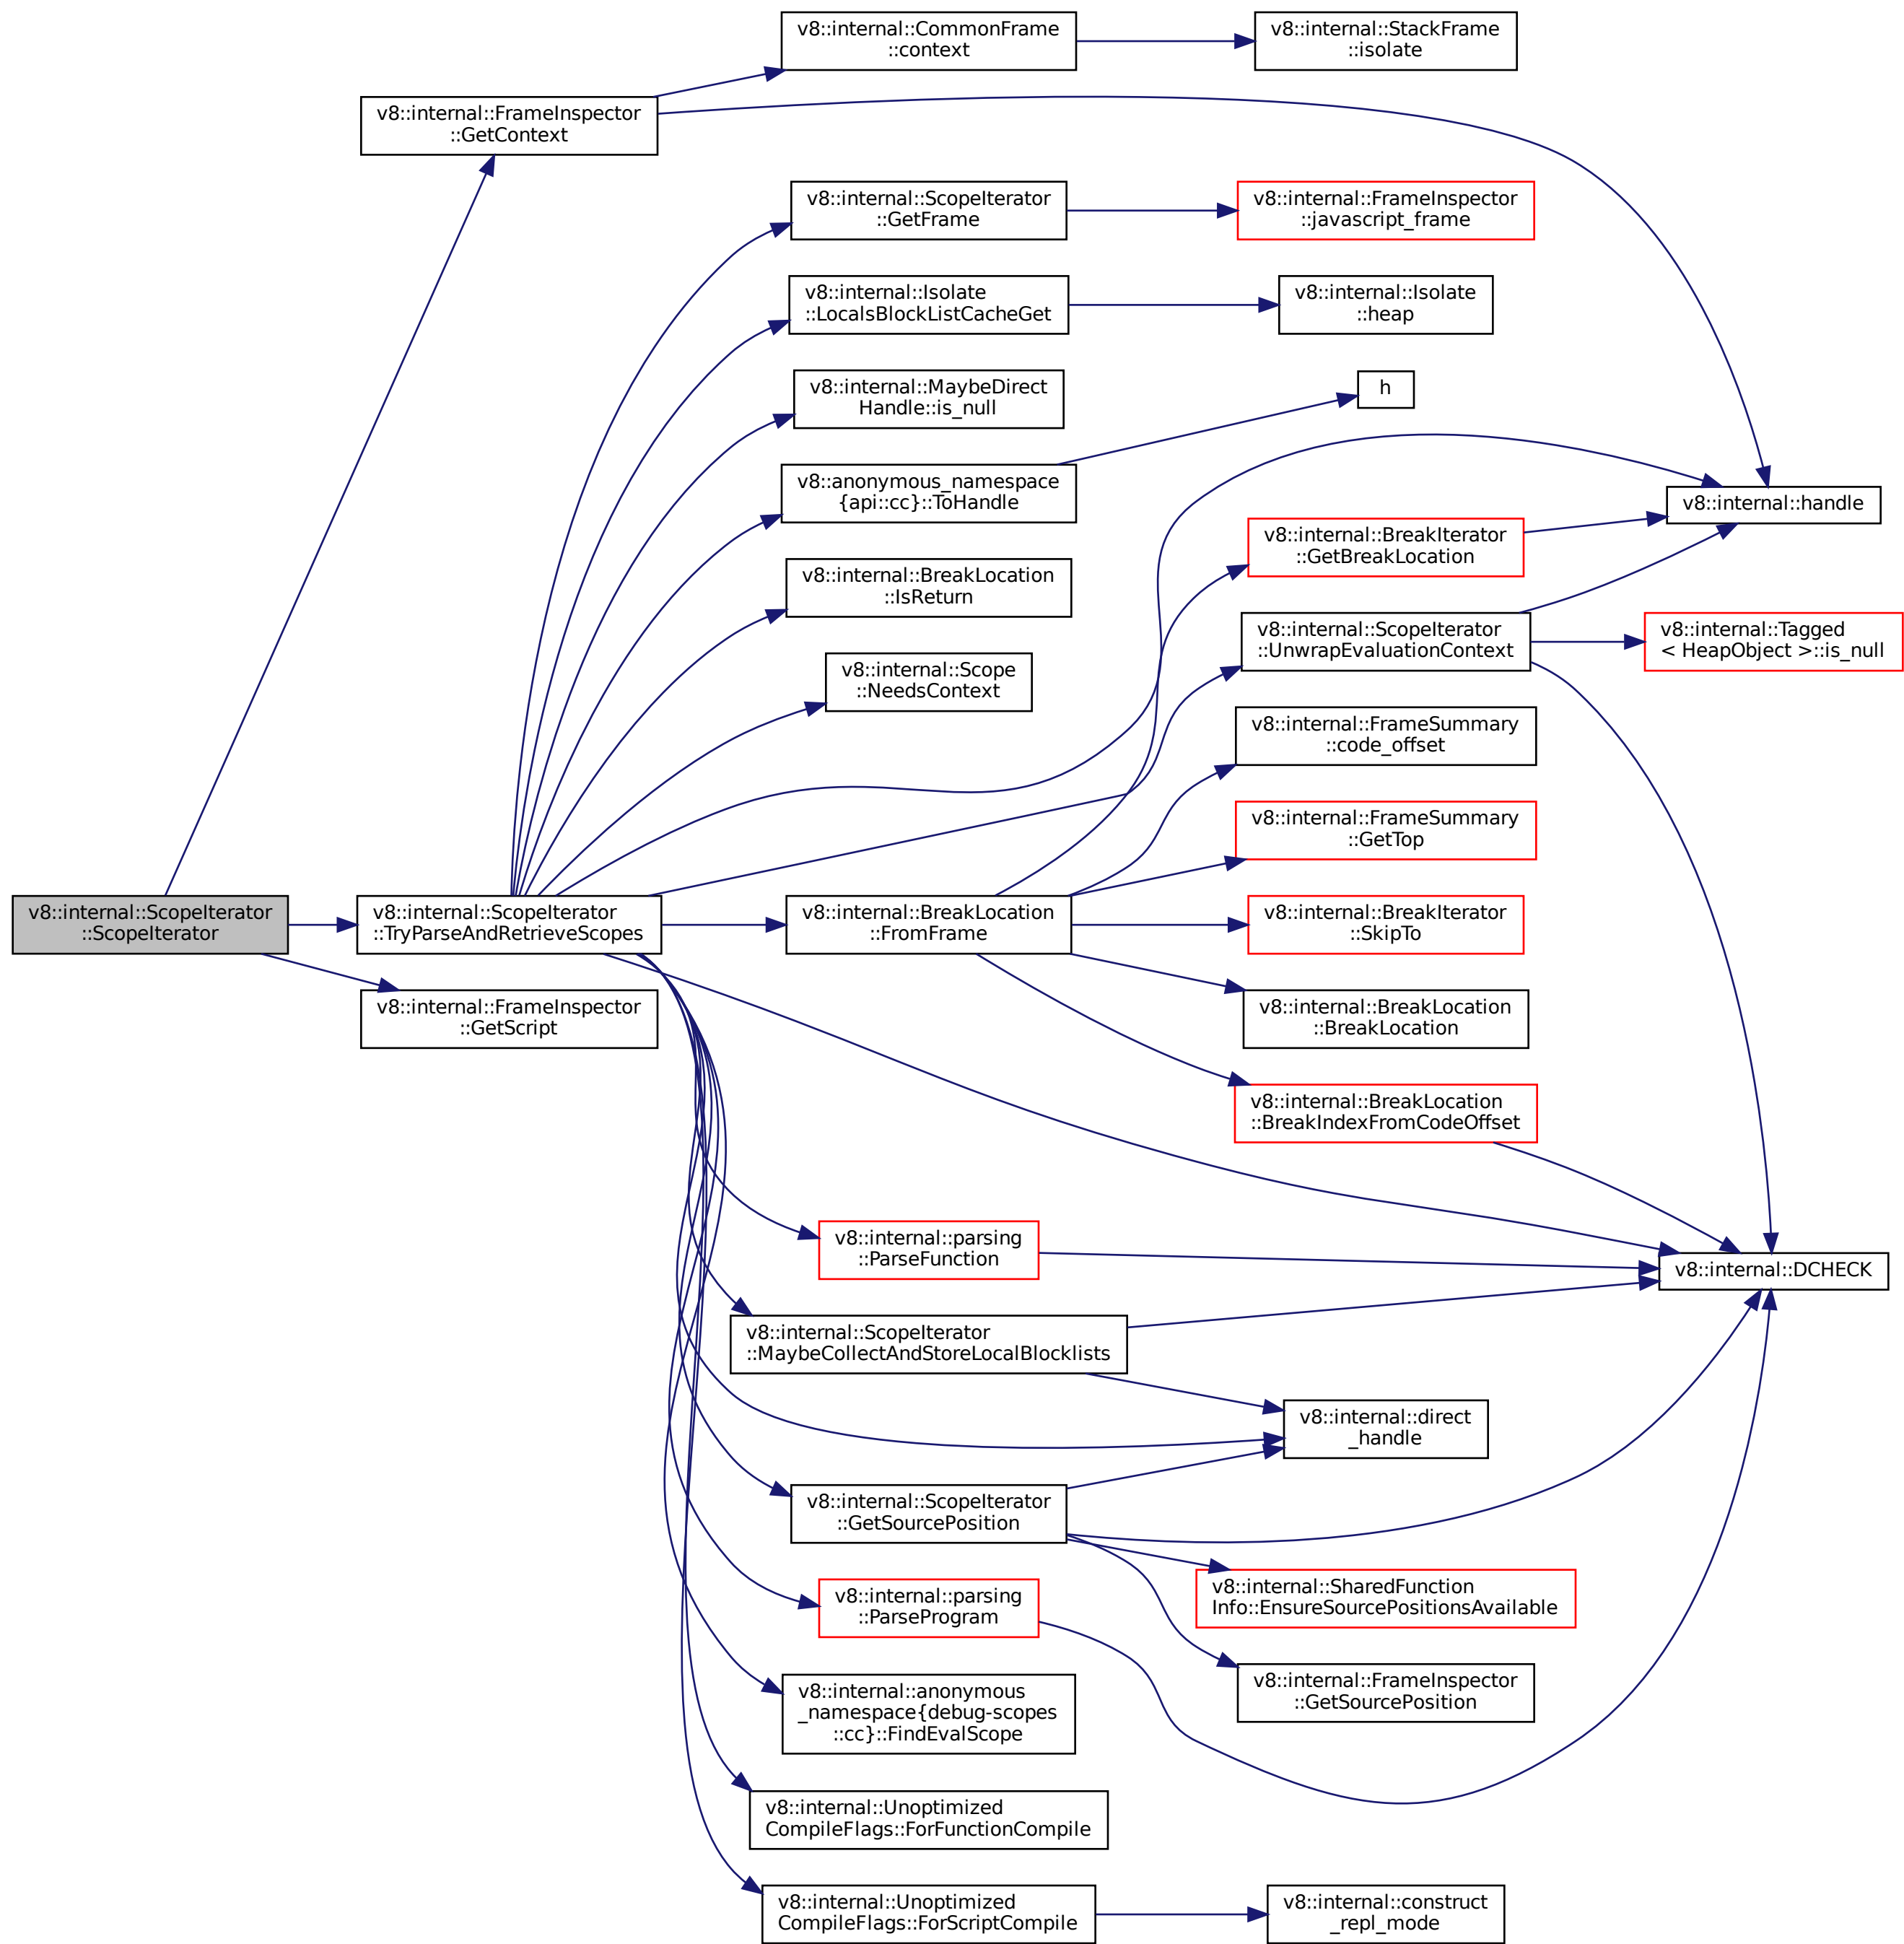 v8::internal::CommonFrame
::context
v8::internal::StackFrame
::isolate
v8::internal::FrameInspector
::GetContext
v8::internal::ScopeIterator
::GetFrame
v8::internal::FrameInspector
::javascript_frame
v8::internal::Isolate
::LocalsBlockListCacheGet
v8::internal::Isolate
::heap
v8::internal::MaybeDirect
Handle::is_null
h
v8::anonymous_namespace
{api::cc}::ToHandle
v8::internal::handle
v8::internal::BreakIterator
::GetBreakLocation
v8::internal::BreakLocation
::IsReturn
v8::internal::ScopeIterator
::UnwrapEvaluationContext
v8::internal::Tagged
< HeapObject >::is_null
v8::internal::Scope
::NeedsContext
v8::internal::FrameSummary
::code_offset
v8::internal::FrameSummary
::GetTop
v8::internal::ScopeIterator
::ScopeIterator
v8::internal::ScopeIterator
::TryParseAndRetrieveScopes
v8::internal::BreakLocation
::FromFrame
v8::internal::BreakIterator
::SkipTo
v8::internal::FrameInspector
::GetScript
v8::internal::BreakLocation
::BreakLocation
v8::internal::BreakLocation
::BreakIndexFromCodeOffset
v8::internal::parsing
::ParseFunction
v8::internal::DCHECK
v8::internal::ScopeIterator
::MaybeCollectAndStoreLocalBlocklists
v8::internal::direct
_handle
v8::internal::ScopeIterator
::GetSourcePosition
v8::internal::SharedFunction
Info::EnsureSourcePositionsAvailable
v8::internal::parsing
::ParseProgram
v8::internal::FrameInspector
::GetSourcePosition
v8::internal::anonymous
_namespace{debug-scopes
::cc}::FindEvalScope
v8::internal::Unoptimized
CompileFlags::ForFunctionCompile
v8::internal::Unoptimized
CompileFlags::ForScriptCompile
v8::internal::construct
_repl_mode